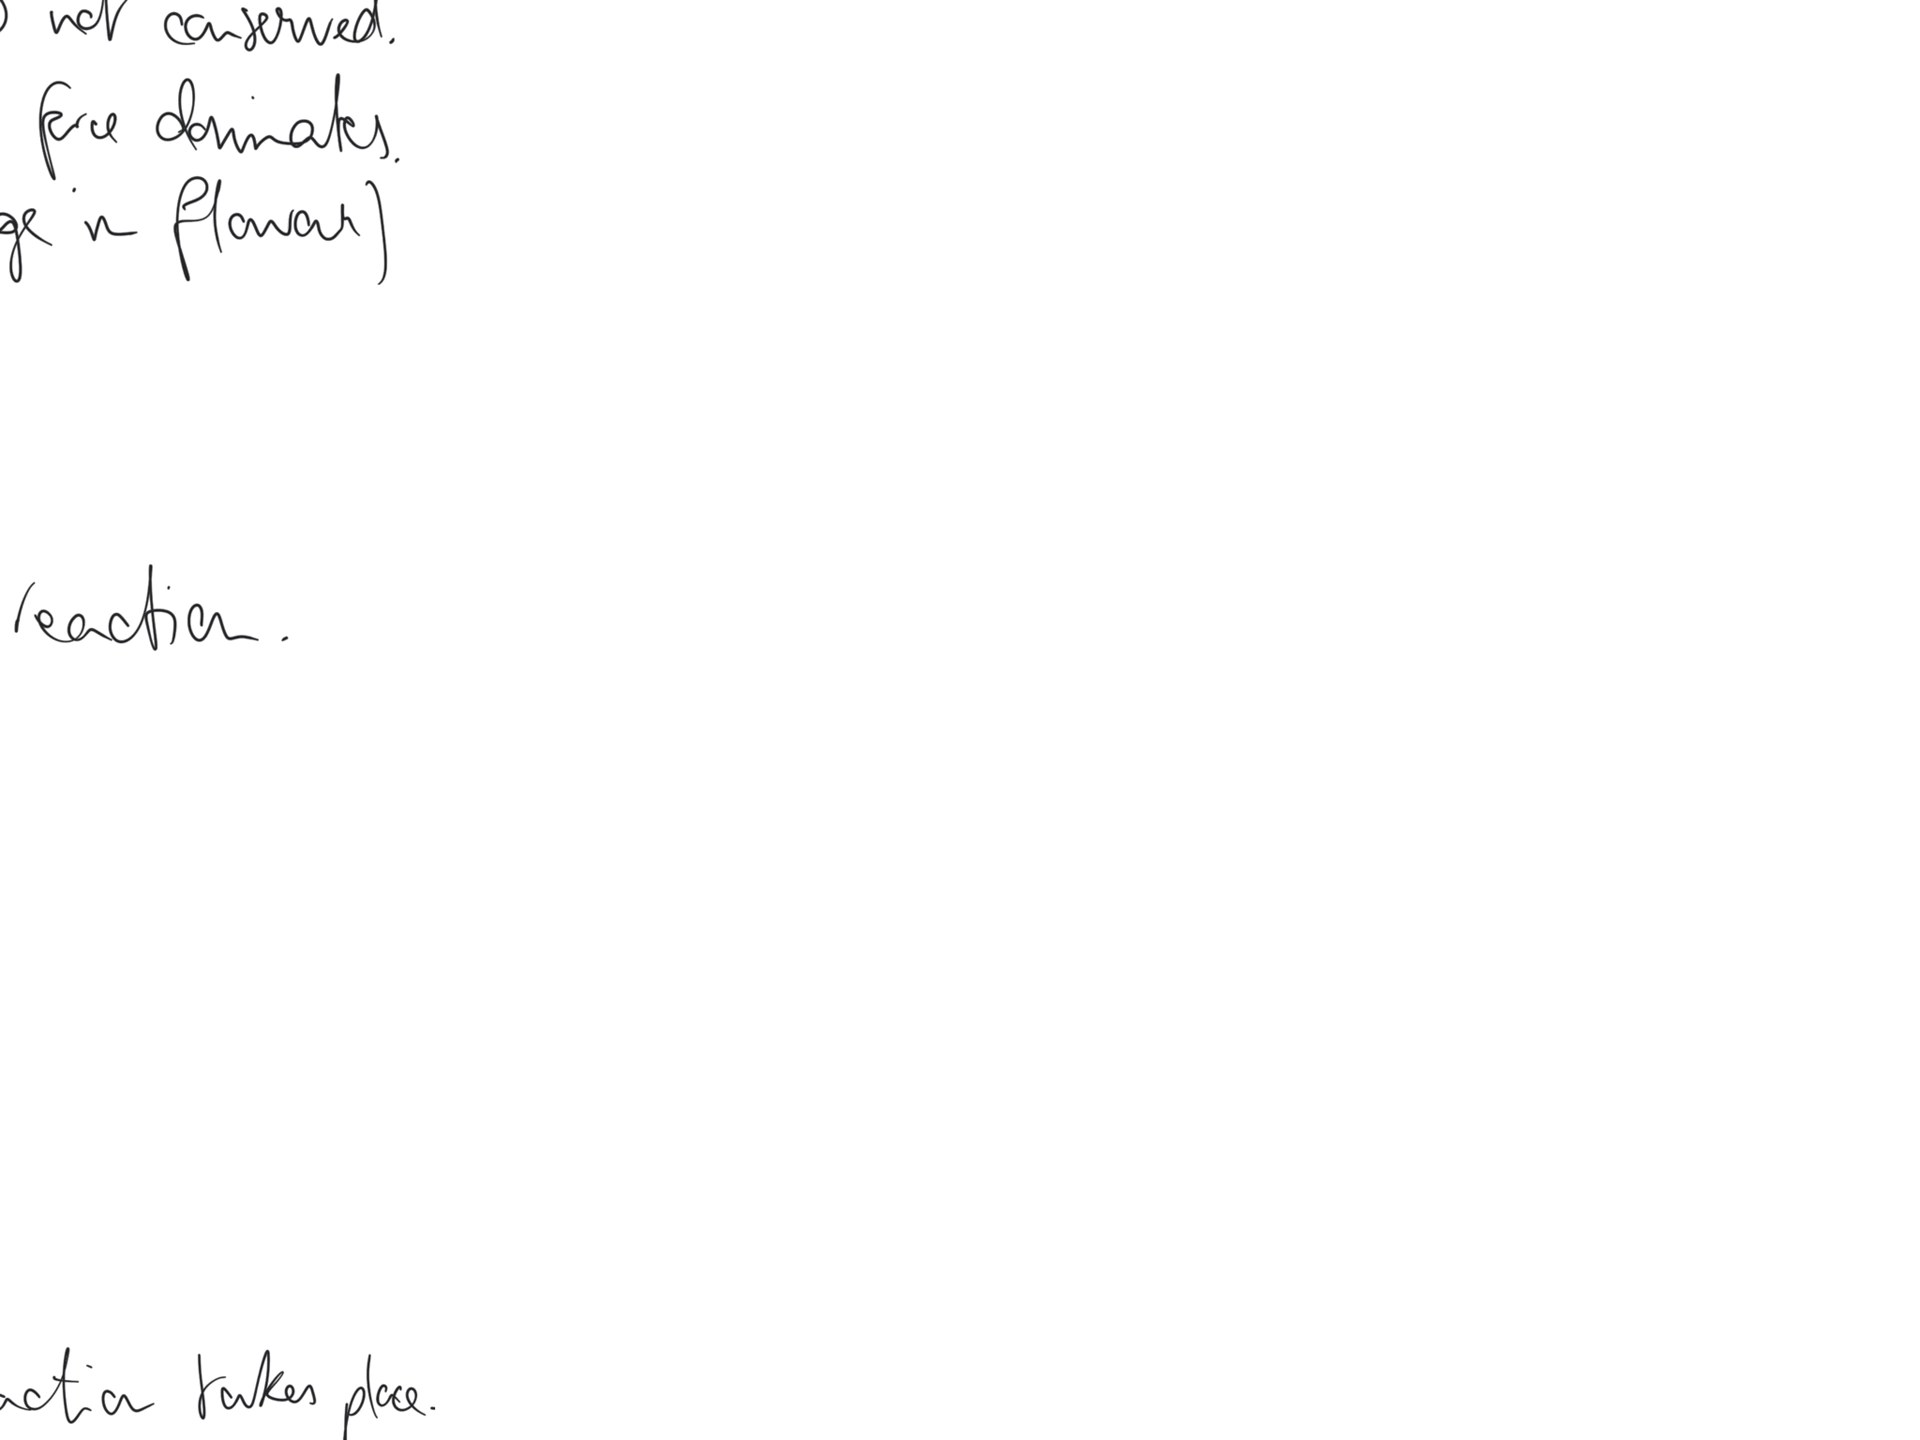 not conserved.
force dominates.
ge in flavour)
reaction.
action takes place.